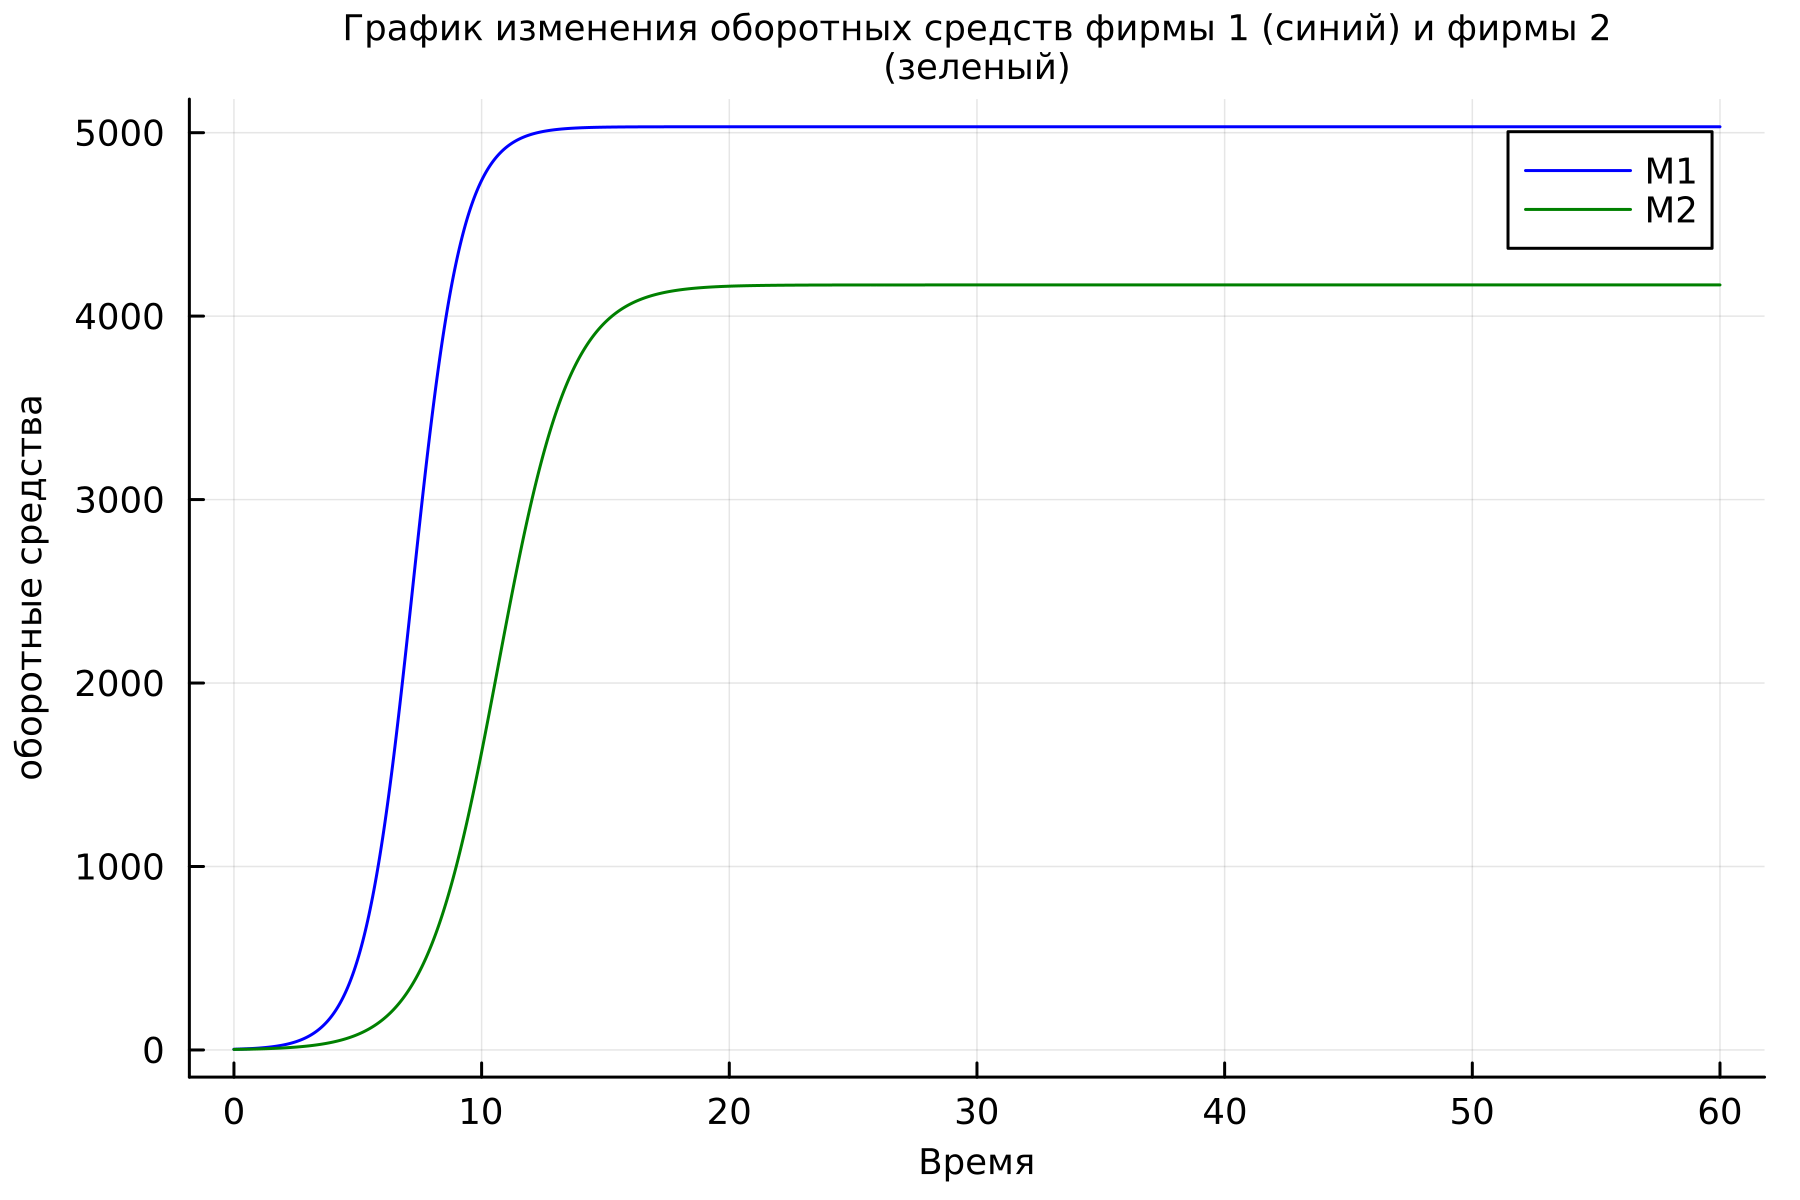 График изменения оборотных средств фирмы 1 (синий) и фирмы 2
(зеленый)
5000
4000
3000
2000
1000
0
оборотные средства
M1
M2
0 10 20 30 40 50 60
Время